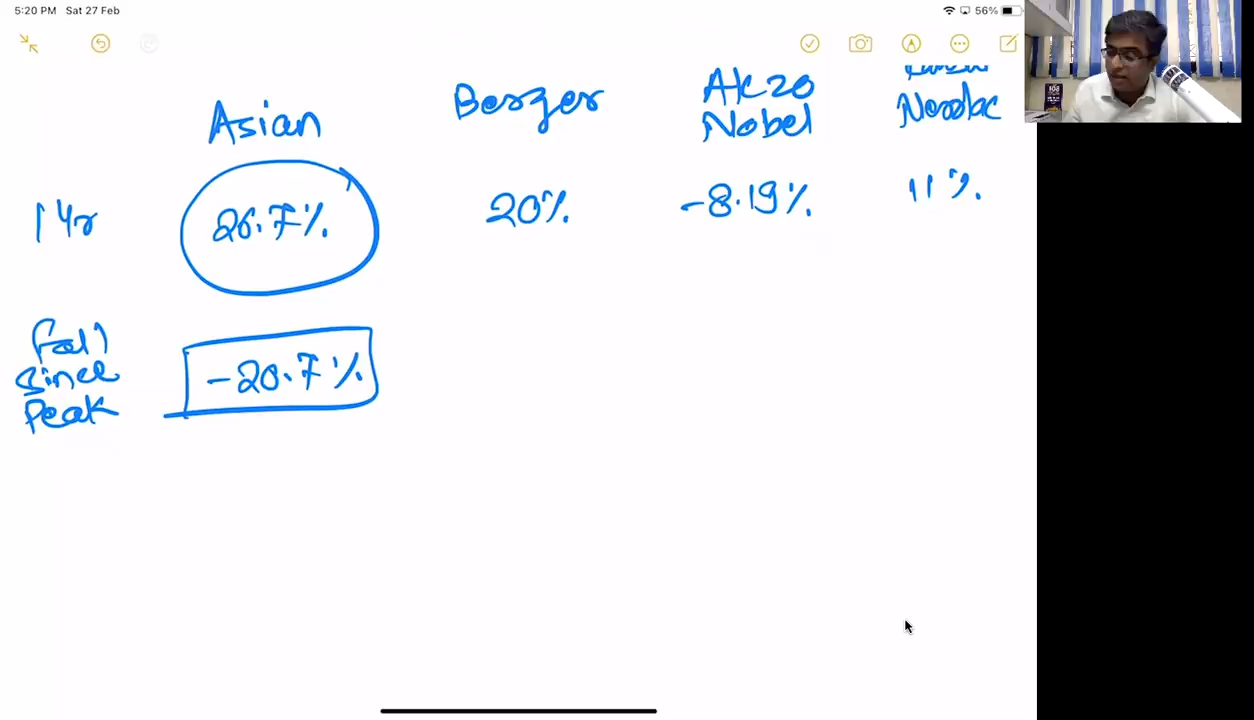 5:20 PM Sat 27 Feb
56%
Asian
Berger
Akzo
Nobel
Nerolac
1 Yr
26.7%
20%
-8.19%
11%
fall
Since
Peak
-20.7%